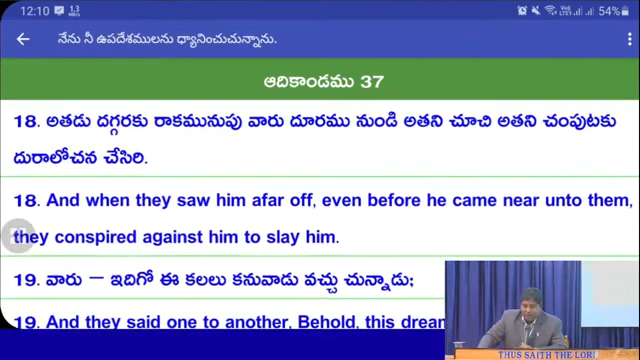 12:10 1.3 MB/s 54%
నేను నీ ఉపదేశములను ధ్యానించుచున్నాను.
ఆదికాండము 37
18. అతడు దగ్గరకు రాకమునుపు వారు దూరము నుండి అతని చూచి అతని చంపుటకు
దురాలోచన చేసిరి.
18. And when they saw him afar off, even before he came near unto them,
they conspired against him to slay him.
19. వారు – ఇదిగో ఈ కలలు కనువాడు వచ్చు చున్నాడు;
19. And they said one to another, Behold, this
THUS SAITH THE LORD